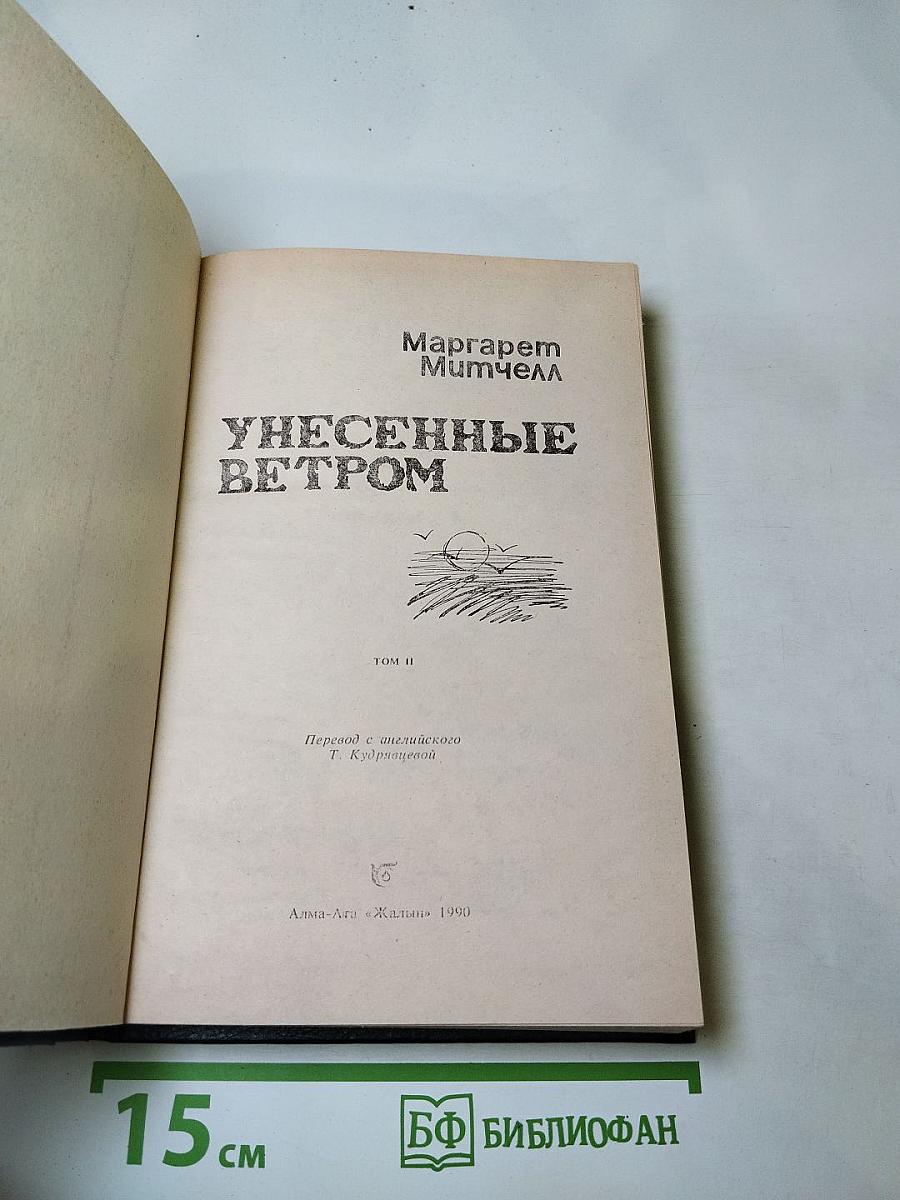 Маргарет
Митчелл
УНЕСЕННЫЕ
ВЕТРОМ
ТОМ II
Перевод с английского
Т. Кудрявцевой
Алма-Ата «Жалын» 1990
15 см
БФ БИБЛИОФАН